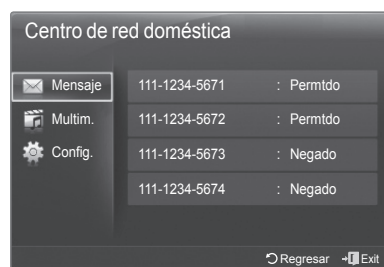 Centro de red doméstica
Mensaje
Multim.
Config.
111-1234-5671 : Permtdo
111-1234-5672 : Permtdo
111-1234-5673 : Negado
111-1234-5674 : Negado
Regresar Exit